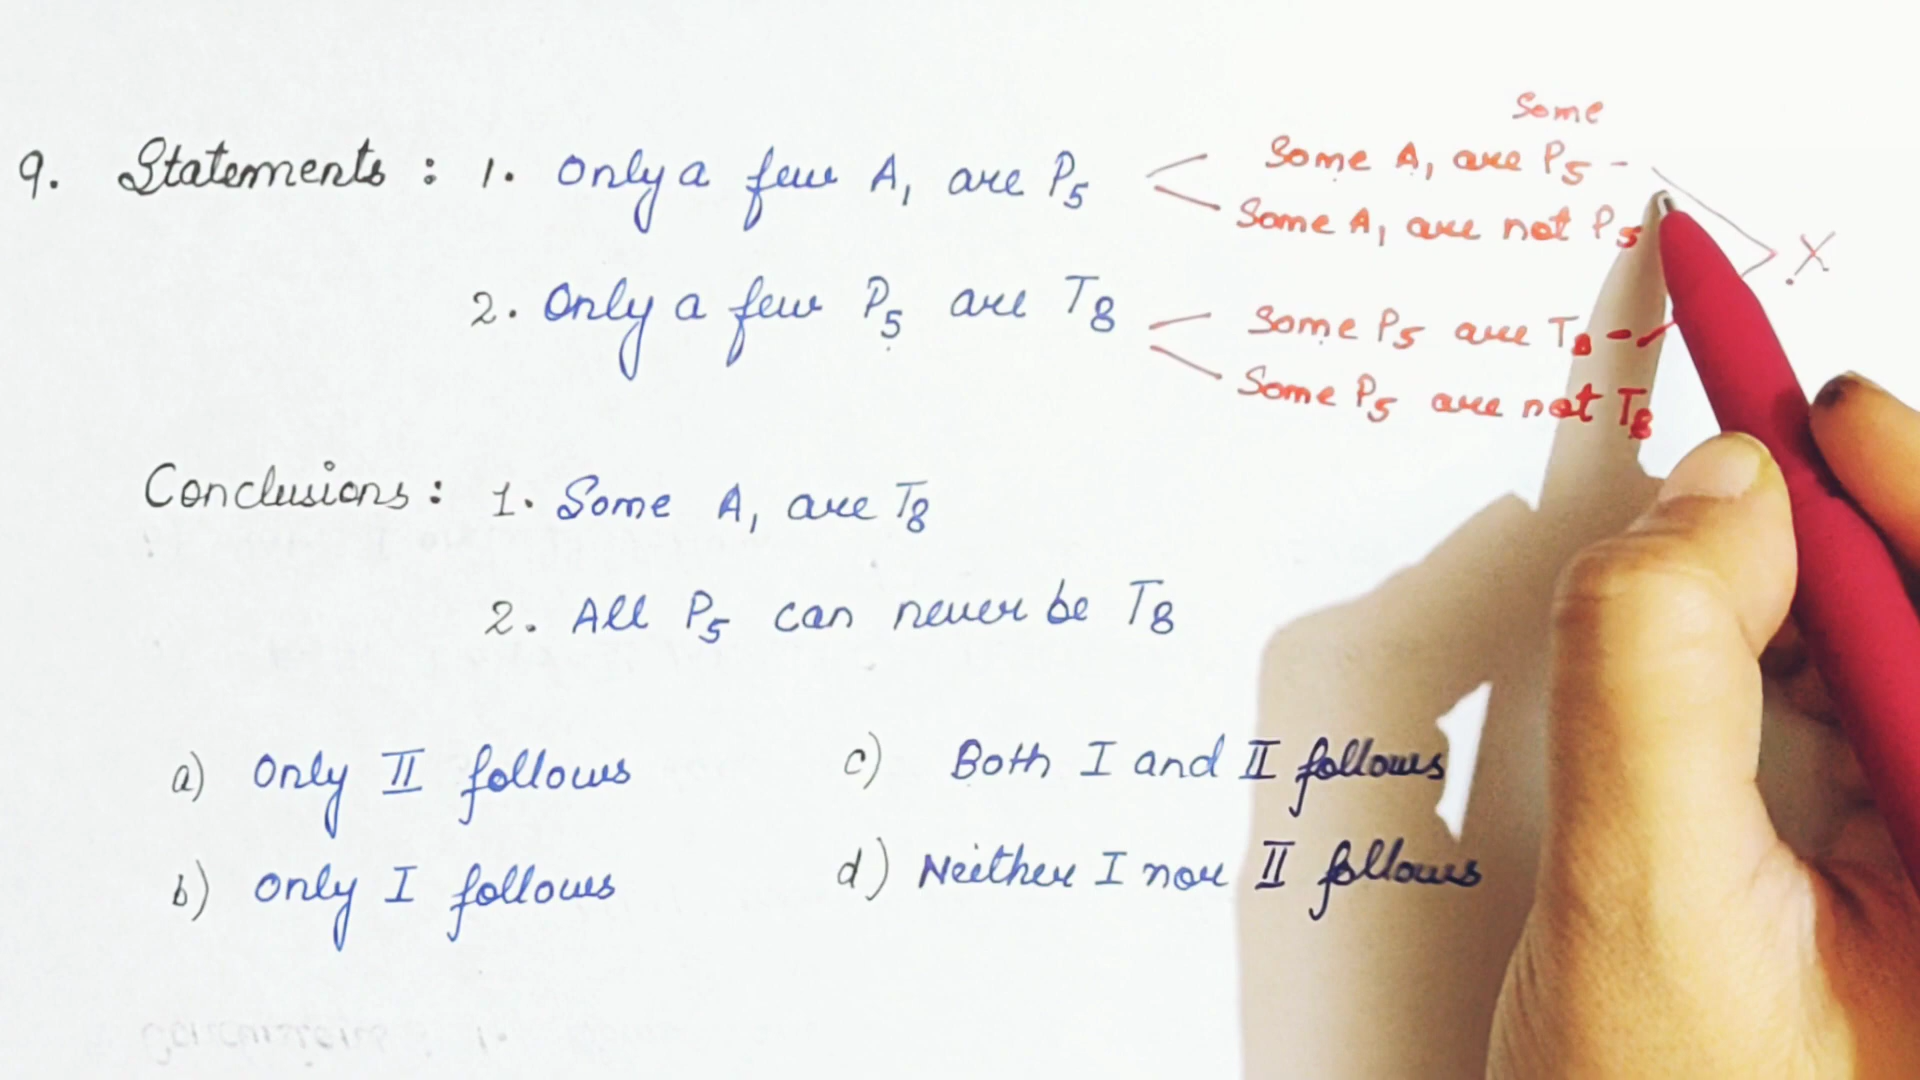 Some
9. Statements : 1. Only a few A₁ are P₅
Some A₁ are P₅ -
Some A₁ are not P₅
X
2. Only a few P₅ are T₈
Some P₅ are T₈ -
Some P₅ are not T₈
Conclusions : 1. Some A₁ are T₈
2. All P₅ can never be T₈
a) Only II follows
c) Both I and II follows
b) Only I follows
d) Neither I nor II follows